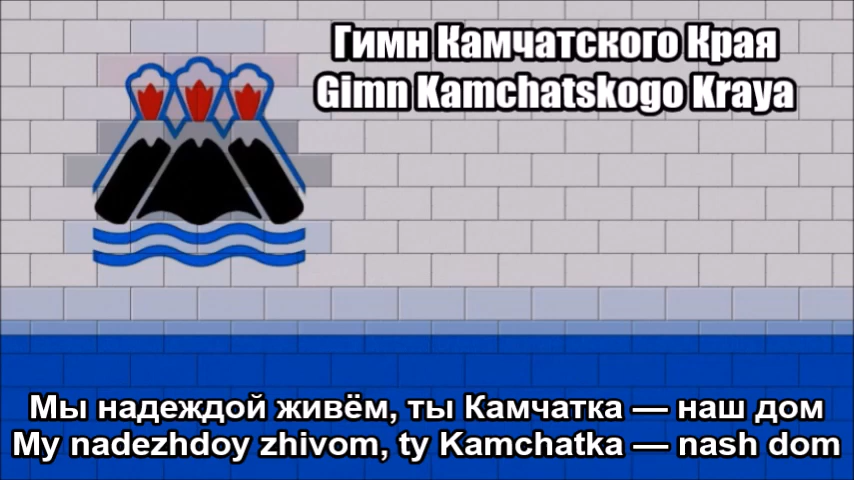 Гимн Камчатского Края
Gimn Kamchatskogo Kraya
Мы надеждой живём, ты Камчатка — наш дом
My nadezhdoy zhivom, ty Kamchatka — nash dom